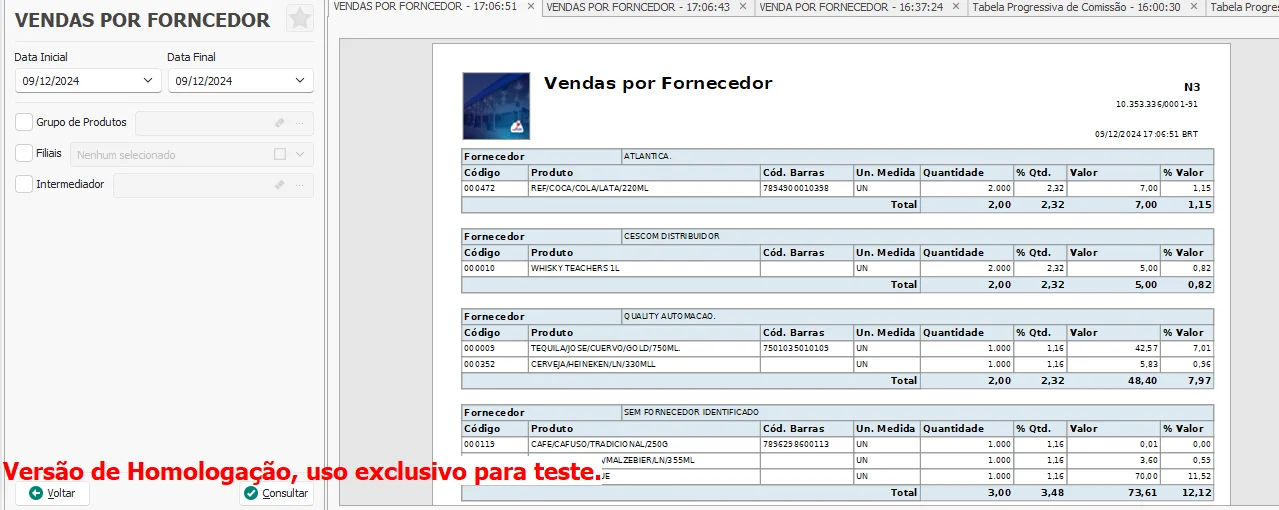 VENDAS POR FORNCEDOR - 17:06:51 × VENDAS POR FORNCEDOR - 17:06:43 × VENDA POR FORNECEDOR - 16:37:24 × Tabela Progressiva de Comissão - 16:00:30 × Tabela Progres
VENDAS POR FORNCEDOR
Data Inicial Data Final
09/12/2024 09/12/2024
Grupo de Produtos ...
Filiais Nenhum selecionado
Intermediador ...
Vendas por Fornecedor
N3
10.353.336/0001-91
09/12/2024 17:06:51 BRT
Fornecedor ATLANTICA.
Código Produto Cód. Barras Un. Medida Quantidade % Qtd. Valor % Valor
000472 REF/COCA/COLA/LATA/220ML 7894900010398 UN 2.000 2,32 7,00 1,15
Total 2,00 2,32 7,00 1,15
Fornecedor CESCOM DISTRIBUIDOR
Código Produto Cód. Barras Un. Medida Quantidade % Qtd. Valor % Valor
000010 WHISKY TEACHERS 1L UN 2.000 2,32 5,00 0,82
Total 2,00 2,32 5,00 0,82
Fornecedor QUALITY AUTOMACAO.
Código Produto Cód. Barras Un. Medida Quantidade % Qtd. Valor % Valor
000009 TEQUILA/JOSE/CUERVO/GOLD/750ML. 7501035010109 UN 1.000 1,16 42,57 7,01
000352 CERVEJA/HEINEKEN/LN/330MLL UN 1.000 1,16 5,83 0,96
Total 2,00 2,32 48,40 7,97
Fornecedor SEM FORNECEDOR IDENTIFICADO
Código Produto Cód. Barras Un. Medida Quantidade % Qtd. Valor % Valor
000113 CAFE/CAFUSO/TRADICIONAL/250G 7896298600113 UN 1.000 1,16 0,01 0,00
/MALZEBIER/LN/355ML UN 1.000 1,16 3,60 0,59
UE UN 1.000 1,16 70,00 11,52
Total 3,00 3,48 73,61 12,12
Versão de Homologação, uso exclusivo para teste.
Voltar Consultar